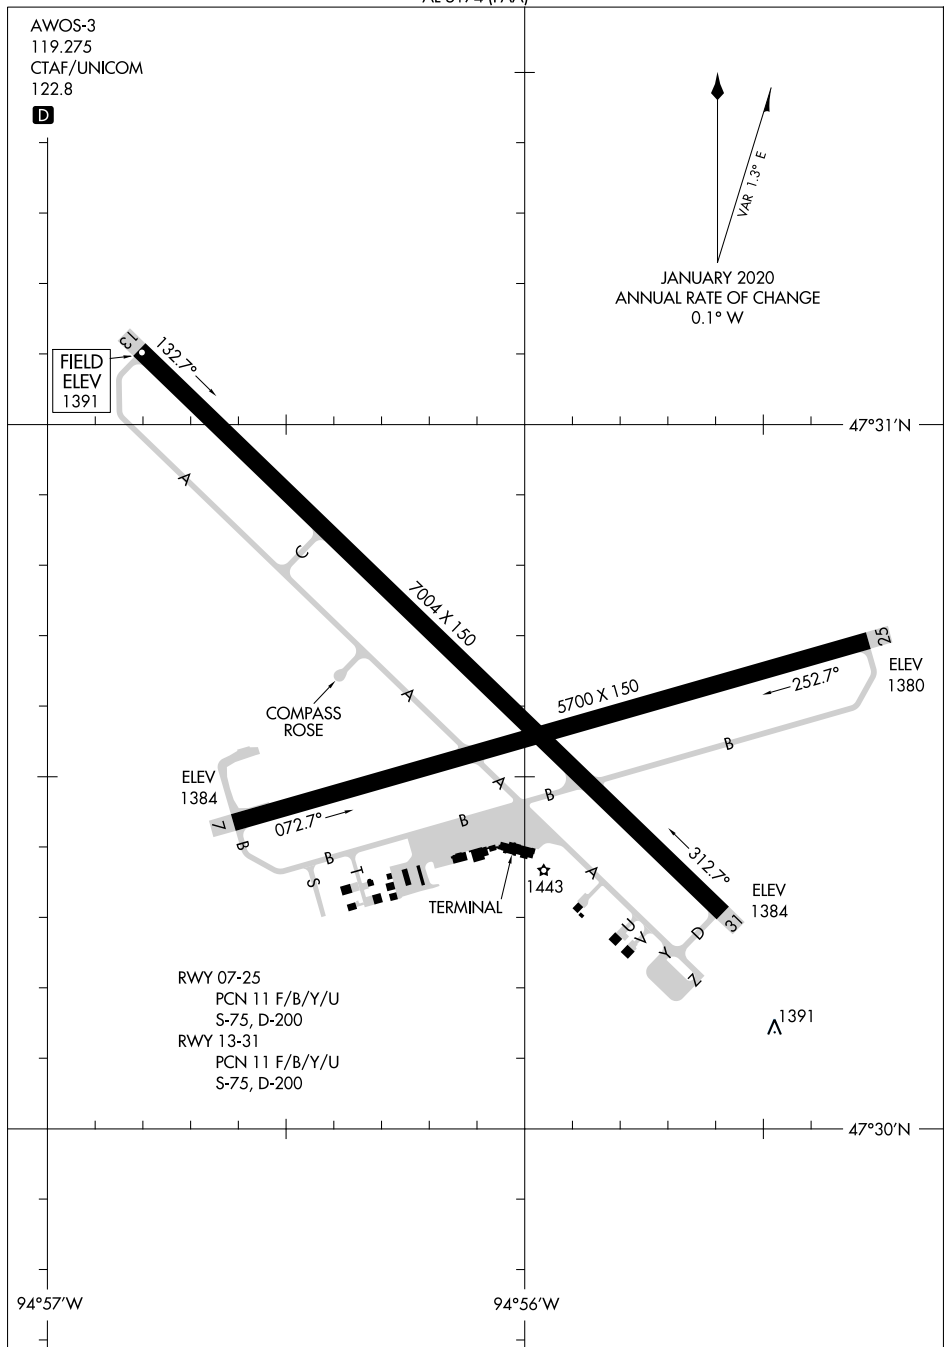 AWOS-3
119.275
CTAF/UNICOM
122.8
D
VAR 1.3° E
JANUARY 2020
ANNUAL RATE OF CHANGE
0.1° W
13
132.7°
FIELD
ELEV
1391
47°31'N
A
C
7004 X 150
25
ELEV
1380
252.7°
5700 X 150
A
COMPASS
ROSE
B
ELEV
1384
A
B
7
072.7°
B
B
B
T
S
TERMINAL
1443
A
312.7°
ELEV
1384
31
U
V
D
Y
Z
RWY 07-25
PCN 11 F/B/Y/U
S-75, D-200
RWY 13-31
PCN 11 F/B/Y/U
S-75, D-200
1391
47°30'N
94°57'W
94°56'W